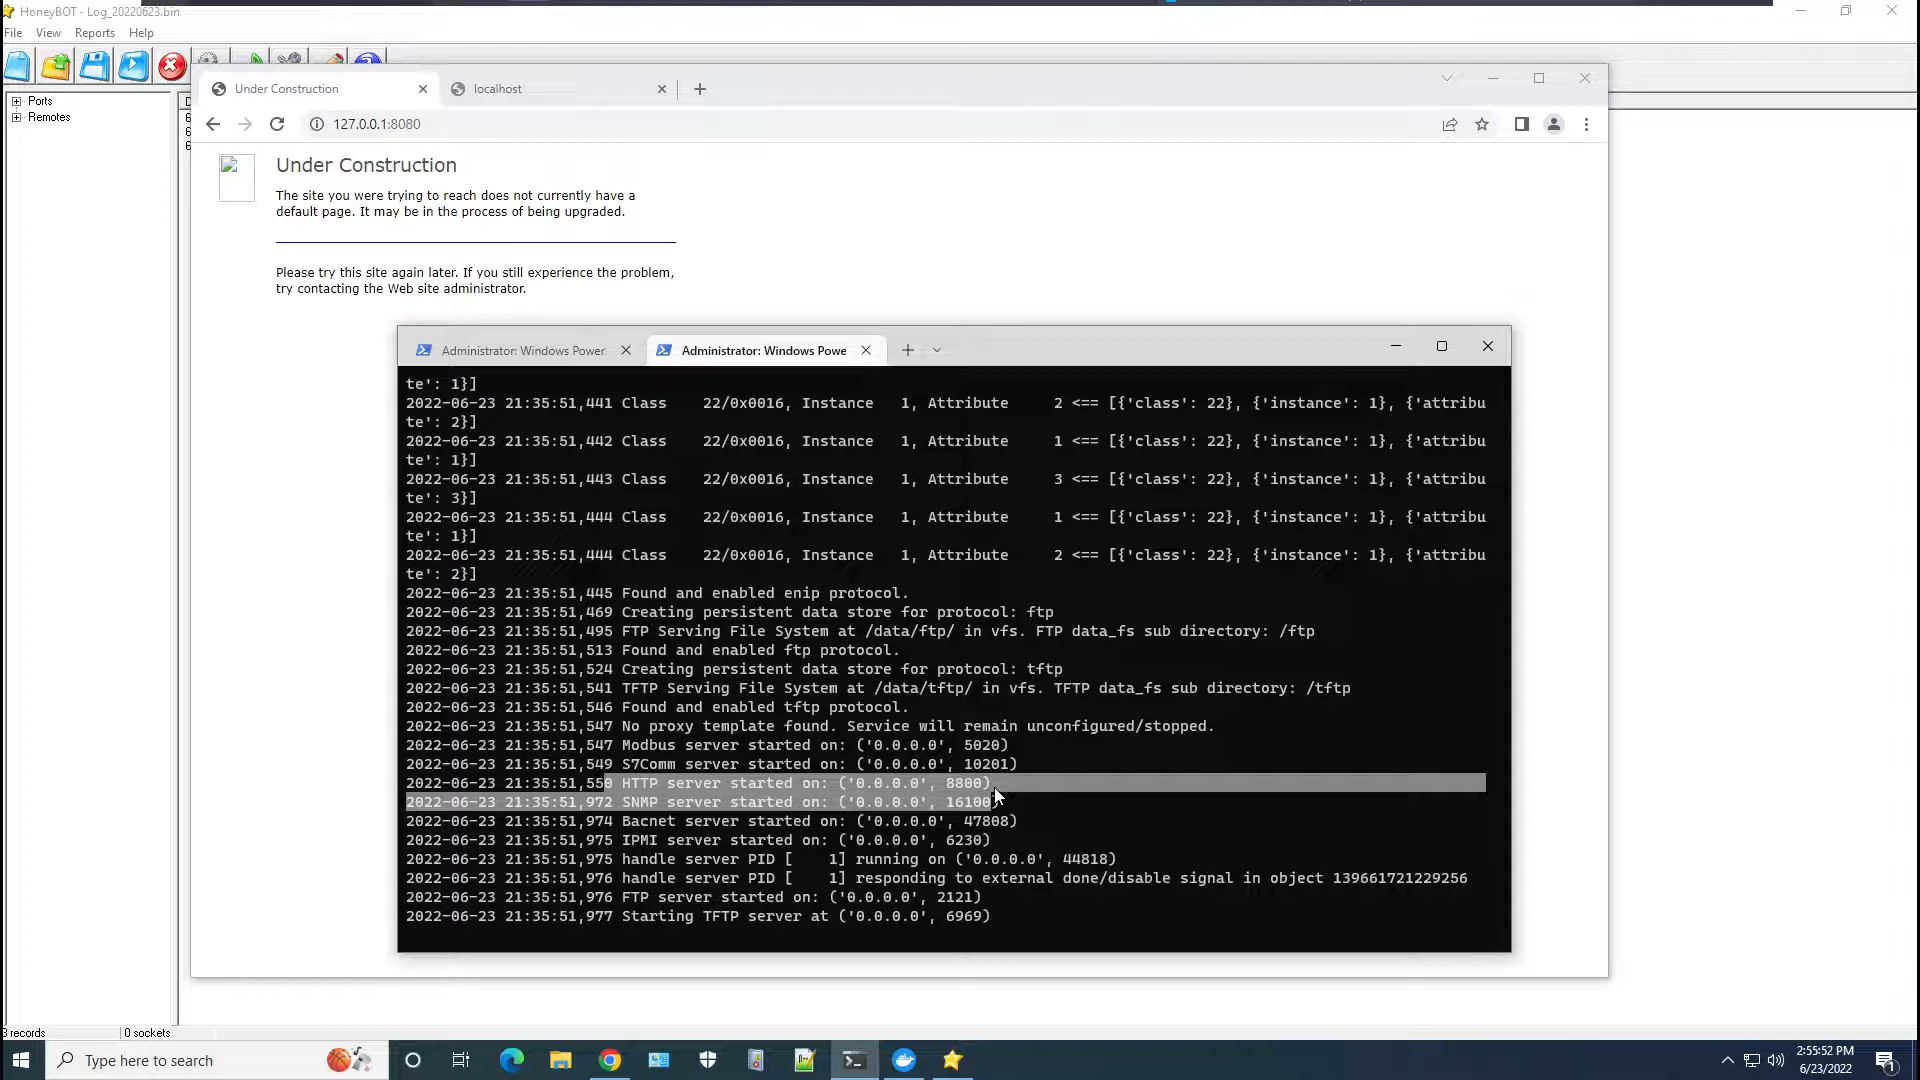 HoneyBOT - Log_20220623.bin
File View Reports Help
Under Construction
localhost
127.0.0.1:8080
Ports
Remotes
Under Construction
The site you were trying to reach does not currently have a
default page. It may be in the process of being upgraded.
Please try this site again later. If you still experience the problem,
try contacting the Web site administrator.
Administrator: Windows Power
Administrator: Windows Powe
te': 1}]
2022-06-23 21:35:51,441 Class    22/0x0016, Instance   1, Attribute     2 <== [{'class': 22}, {'instance': 1}, {'attribu
te': 2}]
2022-06-23 21:35:51,442 Class    22/0x0016, Instance   1, Attribute     1 <== [{'class': 22}, {'instance': 1}, {'attribu
te': 1}]
2022-06-23 21:35:51,443 Class    22/0x0016, Instance   1, Attribute     3 <== [{'class': 22}, {'instance': 1}, {'attribu
te': 3}]
2022-06-23 21:35:51,444 Class    22/0x0016, Instance   1, Attribute     1 <== [{'class': 22}, {'instance': 1}, {'attribu
te': 1}]
2022-06-23 21:35:51,444 Class    22/0x0016, Instance   1, Attribute     2 <== [{'class': 22}, {'instance': 1}, {'attribu
te': 2}]
2022-06-23 21:35:51,445 Found and enabled enip protocol.
2022-06-23 21:35:51,469 Creating persistent data store for protocol: ftp
2022-06-23 21:35:51,495 FTP Serving File System at /data/ftp/ in vfs. FTP data_fs sub directory: /ftp
2022-06-23 21:35:51,513 Found and enabled ftp protocol.
2022-06-23 21:35:51,524 Creating persistent data store for protocol: tftp
2022-06-23 21:35:51,541 TFTP Serving File System at /data/tftp/ in vfs. TFTP data_fs sub directory: /tftp
2022-06-23 21:35:51,546 Found and enabled tftp protocol.
2022-06-23 21:35:51,547 No proxy template found. Service will remain unconfigured/stopped.
2022-06-23 21:35:51,547 Modbus server started on: ('0.0.0.0', 5020)
2022-06-23 21:35:51,549 S7Comm server started on: ('0.0.0.0', 10201)
2022-06-23 21:35:51,550 HTTP server started on: ('0.0.0.0', 8800)
2022-06-23 21:35:51,972 SNMP server started on: ('0.0.0.0', 16100)
2022-06-23 21:35:51,974 Bacnet server started on: ('0.0.0.0', 47808)
2022-06-23 21:35:51,975 IPMI server started on: ('0.0.0.0', 6230)
2022-06-23 21:35:51,975 handle server PID [    1] running on ('0.0.0.0', 44818)
2022-06-23 21:35:51,976 handle server PID [    1] responding to external done/disable signal in object 139661721229256
2022-06-23 21:35:51,976 FTP server started on: ('0.0.0.0', 2121)
2022-06-23 21:35:51,977 Starting TFTP server at ('0.0.0.0', 6969)
3 records
0 sockets
Type here to search
2:55:52 PM
6/23/2022
1